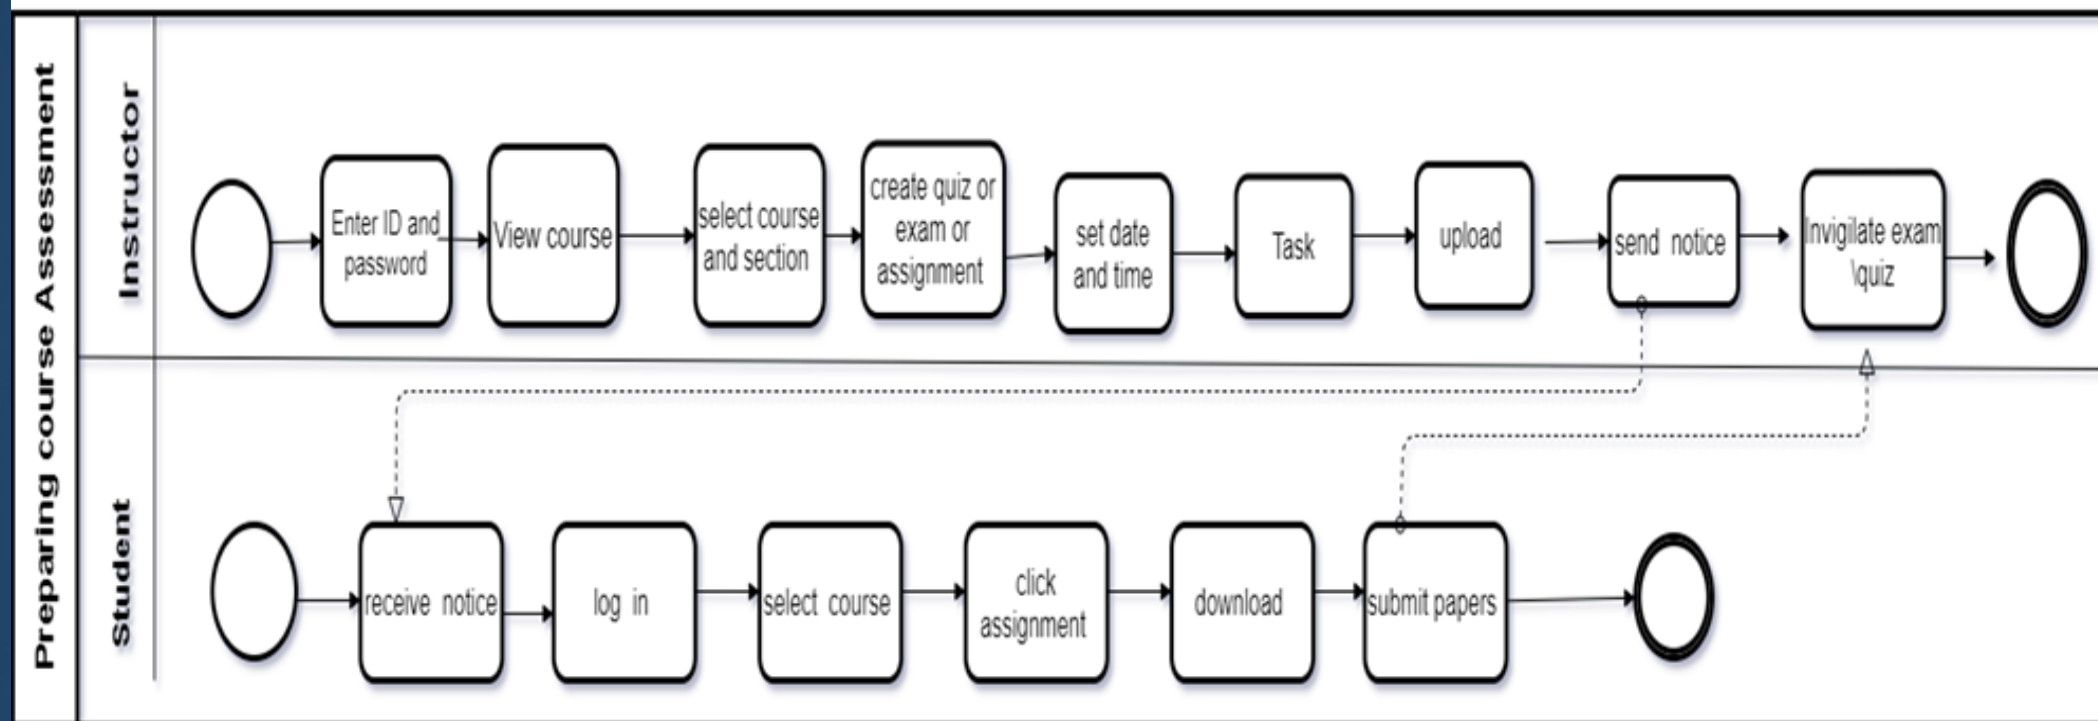 Preparing course Assessment
Instructor
Enter ID and
password
View course
select course
and section
create quiz or
exam or
assignment
set date
and time
Task
upload
send notice
Invigilate exam
\quiz
Student
receive notice
log in
select course
click
assignment
download
submit papers